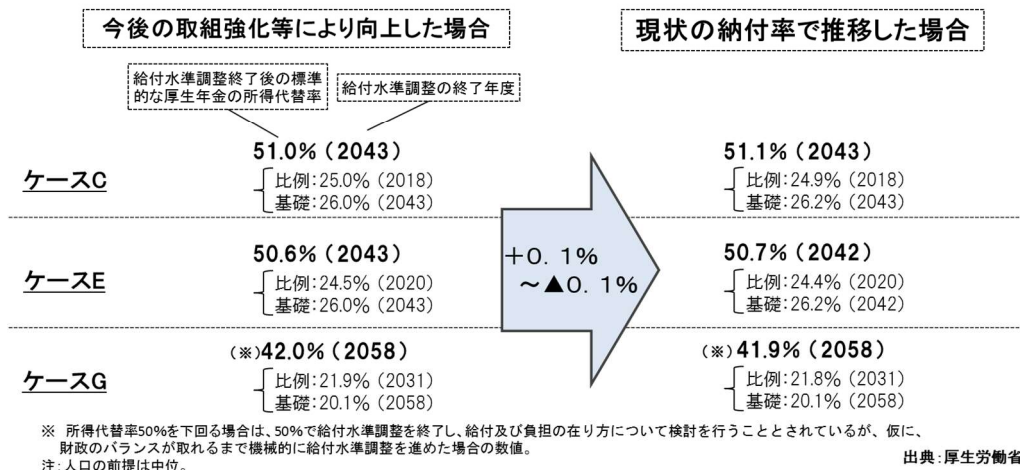 今後の取組強化等により向上した場合
現状の納付率で推移した場合
給付水準調整終了後の標準
的な厚生年金の所得代替率
給付水準調整の終了年度
ケースC
51.0%（2043）
比例：25.0%（2018）
基礎：26.0%（2043）
51.1%（2043）
比例：24.9%（2018）
基礎：26.2%（2043）
ケースE
50.6%（2043）
比例：24.5%（2020）
基礎：26.0%（2043）
＋0．1%
～▲0．1%
50.7%（2042）
比例：24.4%（2020）
基礎：26.2%（2042）
ケースG
（※）42.0%（2058）
比例：21.9%（2031）
基礎：20.1%（2058）
（※）41.9%（2058）
比例：21.8%（2031）
基礎：20.1%（2058）
※ 所得代替率50%を下回る場合は、50%で給付水準調整を終了し、給付及び負担の在り方について検討を行うこととされているが、仮に、
財政のバランスが取れるまで機械的に給付水準調整を進めた場合の数値。
注：人口の前提は中位。
出典：厚生労働省